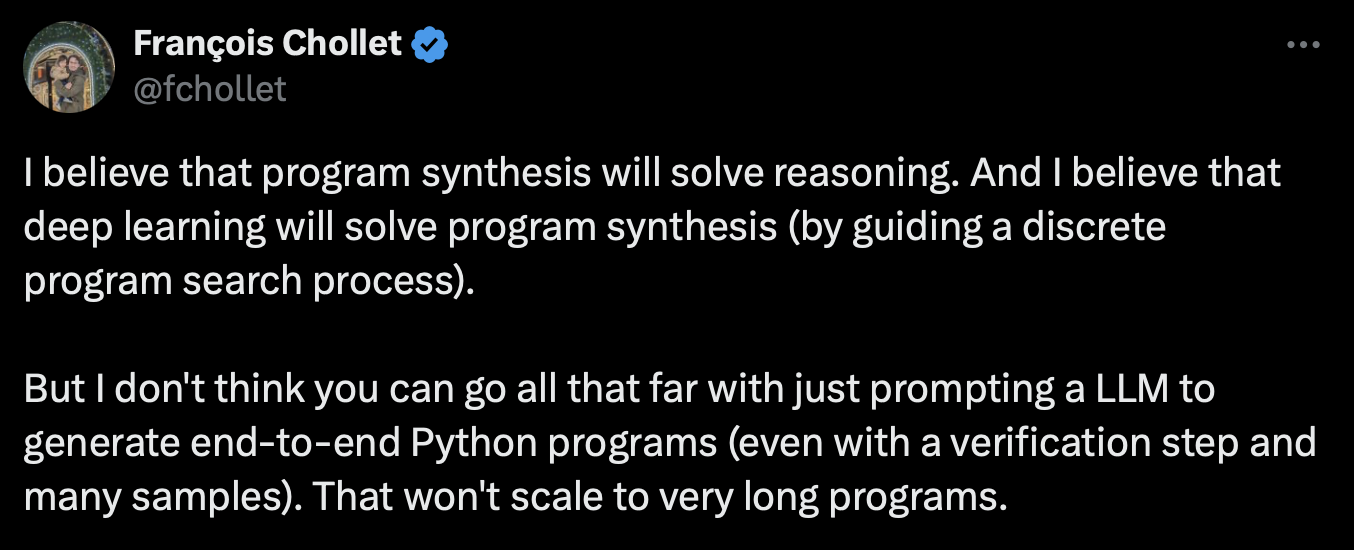 François Chollet
@fchollet
I believe that program synthesis will solve reasoning. And I believe that
deep learning will solve program synthesis (by guiding a discrete
program search process).
But I don't think you can go all that far with just prompting a LLM to
generate end-to-end Python programs (even with a verification step and
many samples). That won't scale to very long programs.